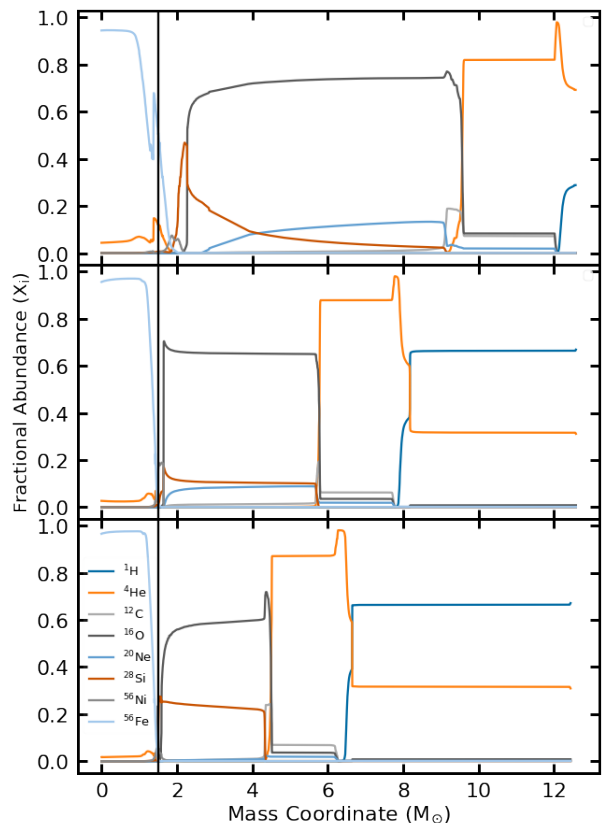 1.0
0.8
0.6
0.4
0.2
0.0
1.0
0.8
0.6
0.4
0.2
0.0
1.0
0.8
0.6
0.4
0.2
0.0
Fractional Abundance (Xᵢ)
¹H
⁴He
¹²C
¹⁶O
²⁰Ne
²⁸Si
⁵⁶Ni
⁵⁶Fe
0 2 4 6 8 10 12
Mass Coordinate (M☉)